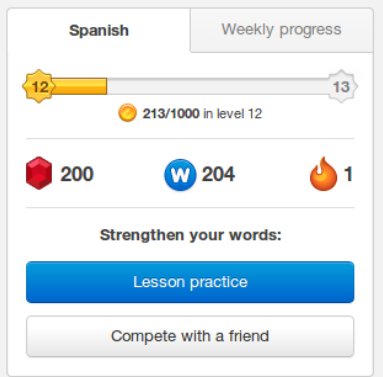 Spanish Weekly progress
12 13
213/1000 in level 12
200 W 204 1
Strengthen your words:
Lesson practice
Compete with a friend